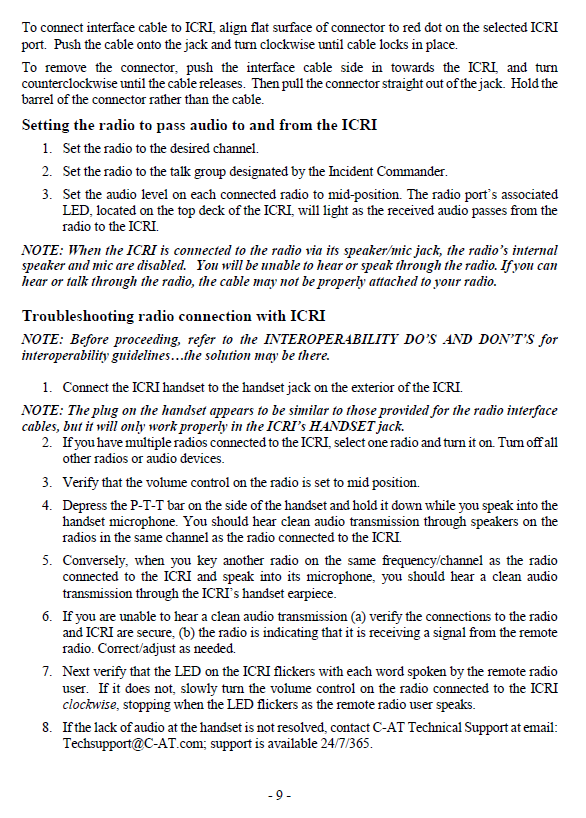 To connect interface cable to ICRI, align flat surface of connector to red dot on the selected ICRI
port. Push the cable onto the jack and turn clockwise until cable locks in place.
To remove the connector, push the interface cable side in towards the ICRI, and turn
counterclockwise until the cable releases. Then pull the connector straight out of the jack. Hold the
barrel of the connector rather than the cable.
Setting the radio to pass audio to and from the ICRI
1. Set the radio to the desired channel.
2. Set the radio to the talk group designated by the Incident Commander.
3. Set the audio level on each connected radio to mid-position. The radio port's associated
LED, located on the top deck of the ICRI, will light as the received audio passes from the
radio to the ICRI.
NOTE: When the ICRI is connected to the radio via its speaker/mic jack, the radio's internal
speaker and mic are disabled. You will be unable to hear or speak through the radio. If you can
hear or talk through the radio, the cable may not be properly attached to your radio.
Troubleshooting radio connection with ICRI
NOTE: Before proceeding, refer to the INTEROPERABILITY DO'S AND DON'T'S for
interoperability guidelines…the solution may be there.
1. Connect the ICRI handset to the handset jack on the exterior of the ICRI.
NOTE: The plug on the handset appears to be similar to those provided for the radio interface
cables, but it will only work properly in the ICRI's HANDSET jack.
2. If you have multiple radios connected to the ICRI, select one radio and turn it on. Turn off all
other radios or audio devices.
3. Verify that the volume control on the radio is set to mid position.
4. Depress the P-T-T bar on the side of the handset and hold it down while you speak into the
handset microphone. You should hear clean audio transmission through speakers on the
radios in the same channel as the radio connected to the ICRI.
5. Conversely, when you key another radio on the same frequency/channel as the radio
connected to the ICRI and speak into its microphone, you should hear a clean audio
transmission through the ICRI's handset earpiece.
6. If you are unable to hear a clean audio transmission (a) verify the connections to the radio
and ICRI are secure, (b) the radio is indicating that it is receiving a signal from the remote
radio. Correct/adjust as needed.
7. Next verify that the LED on the ICRI flickers with each word spoken by the remote radio
user. If it does not, slowly turn the volume control on the radio connected to the ICRI
clockwise, stopping when the LED flickers as the remote radio user speaks.
8. If the lack of audio at the handset is not resolved, contact C-AT Technical Support at email:
Techsupport@C-AT.com; support is available 24/7/365.
- 9 -